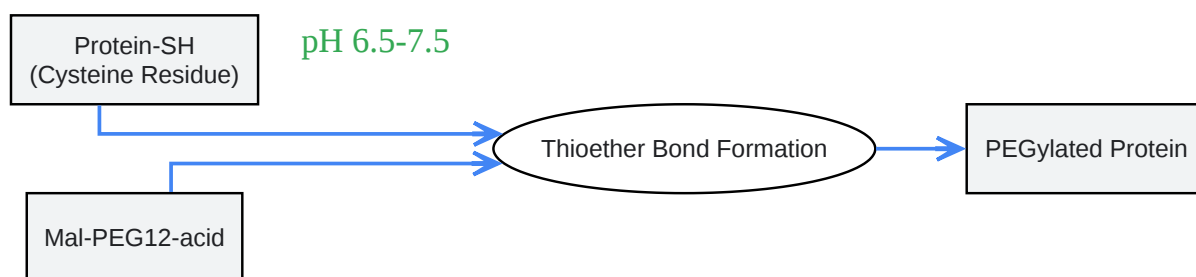 Protein-SH
(Cysteine Residue)
pH 6.5-7.5
Thioether Bond Formation
PEGylated Protein
Mal-PEG12-acid